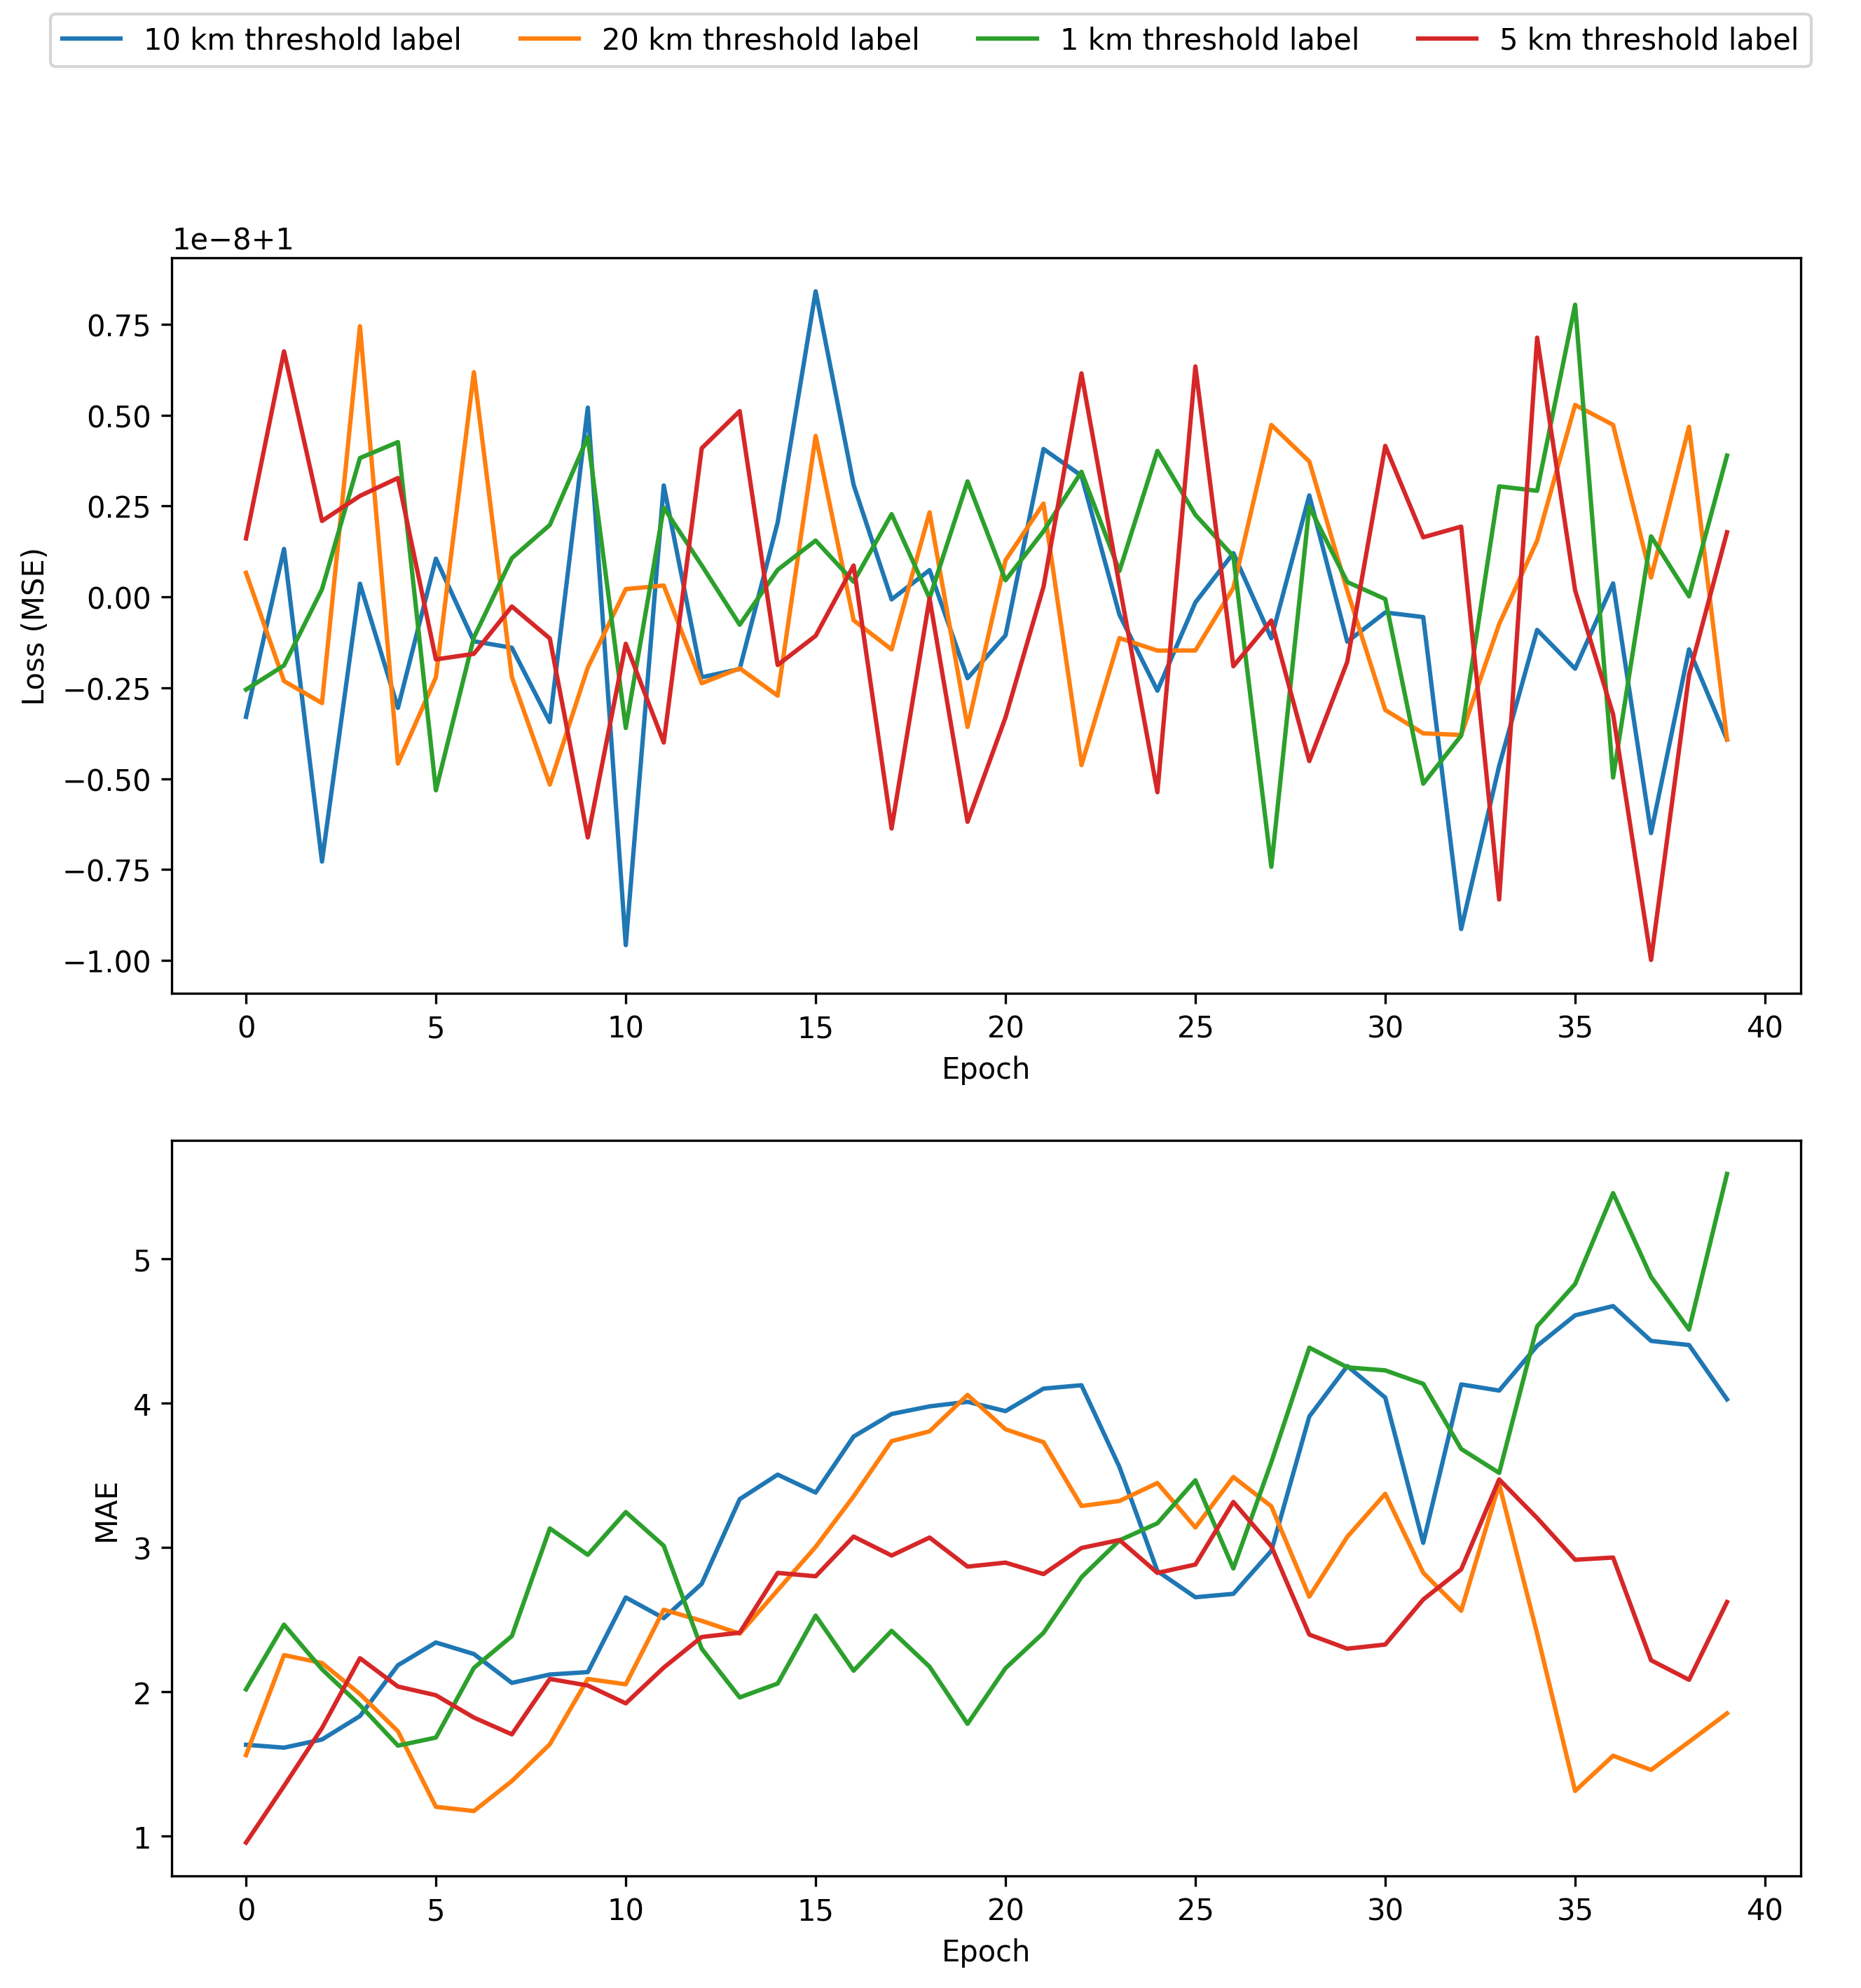 10 km threshold label 20 km threshold label 1 km threshold label 5 km threshold label
1e−8+1
0.75
0.50
0.25
0.00
−0.25
−0.50
−0.75
−1.00
Loss (MSE)
0 5 10 15 20 25 30 35 40
Epoch
5
4
3
2
1
MAE
0 5 10 15 20 25 30 35 40
Epoch